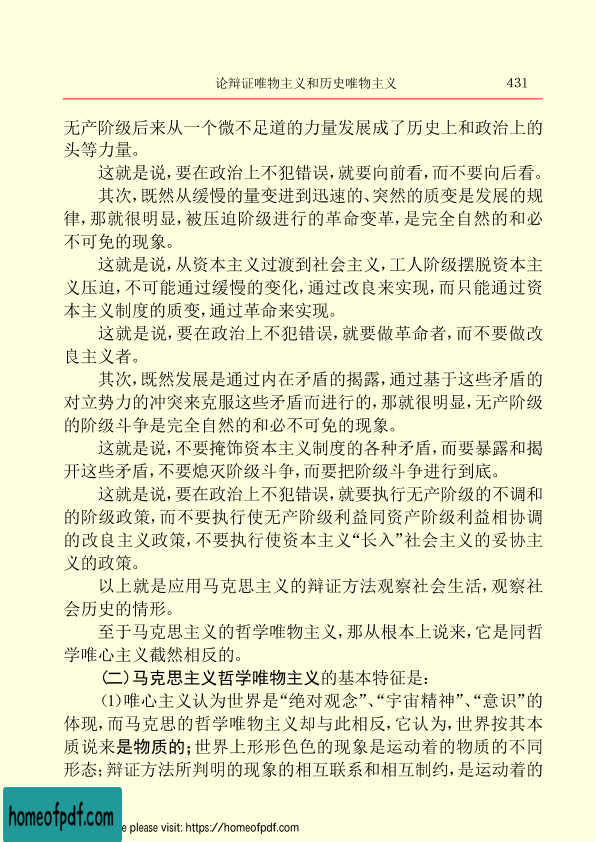 论辩证唯物主义和历史唯物主义 431
无产阶级后来从一个微不足道的力量发展成了历史上和政治上的
头等力量。
这就是说,要在政治上不犯错误,就要向前看,而不要向后看。
其次,既然从缓慢的量变进到迅速的、突然的质变是发展的规
律,那就很明显,被压迫阶级进行的革命变革,是完全自然的和必
不可免的现象。
这就是说,从资本主义过渡到社会主义,工人阶级摆脱资本主
义压迫,不可能通过缓慢的变化,通过改良来实现,而只能通过资
本主义制度的质变,通过革命来实现。
这就是说,要在政治上不犯错误,就要做革命者,而不要做改
良主义者。
其次,既然发展是通过内在矛盾的揭露,通过基于这些矛盾的
对立势力的冲突来克服这些矛盾而进行的,那就很明显,无产阶级
的阶级斗争是完全自然的和必不可免的现象。
这就是说,不要掩饰资本主义制度的各种矛盾,而要暴露和揭
开这些矛盾,不要熄灭阶级斗争,而要把阶级斗争进行到底。
这就是说,要在政治上不犯错误,就要执行无产阶级的不调和
的阶级政策,而不要执行使无产阶级利益同资产阶级利益相协调
的改良主义政策,不要执行使资本主义“长入”社会主义的妥协主
义的政策。
以上就是应用马克思主义的辩证方法观察社会生活,观察社
会历史的情形。
至于马克思主义的哲学唯物主义,那从根本上说来,它是同哲
学唯心主义截然相反的。
(二)马克思主义哲学唯物主义的基本特征是:
(1)唯心主义认为世界是“绝对观念”、“宇宙精神”、“意识”的
体现,而马克思的哲学唯物主义却与此相反,它认为,世界按其本
质说来是物质的;世界上形形色色的现象是运动着的物质的不同
形态;辩证方法所判明的现象的相互联系和相互制约,是运动着的
homeofpdf.com
e please visit: https://homeofpdf.com